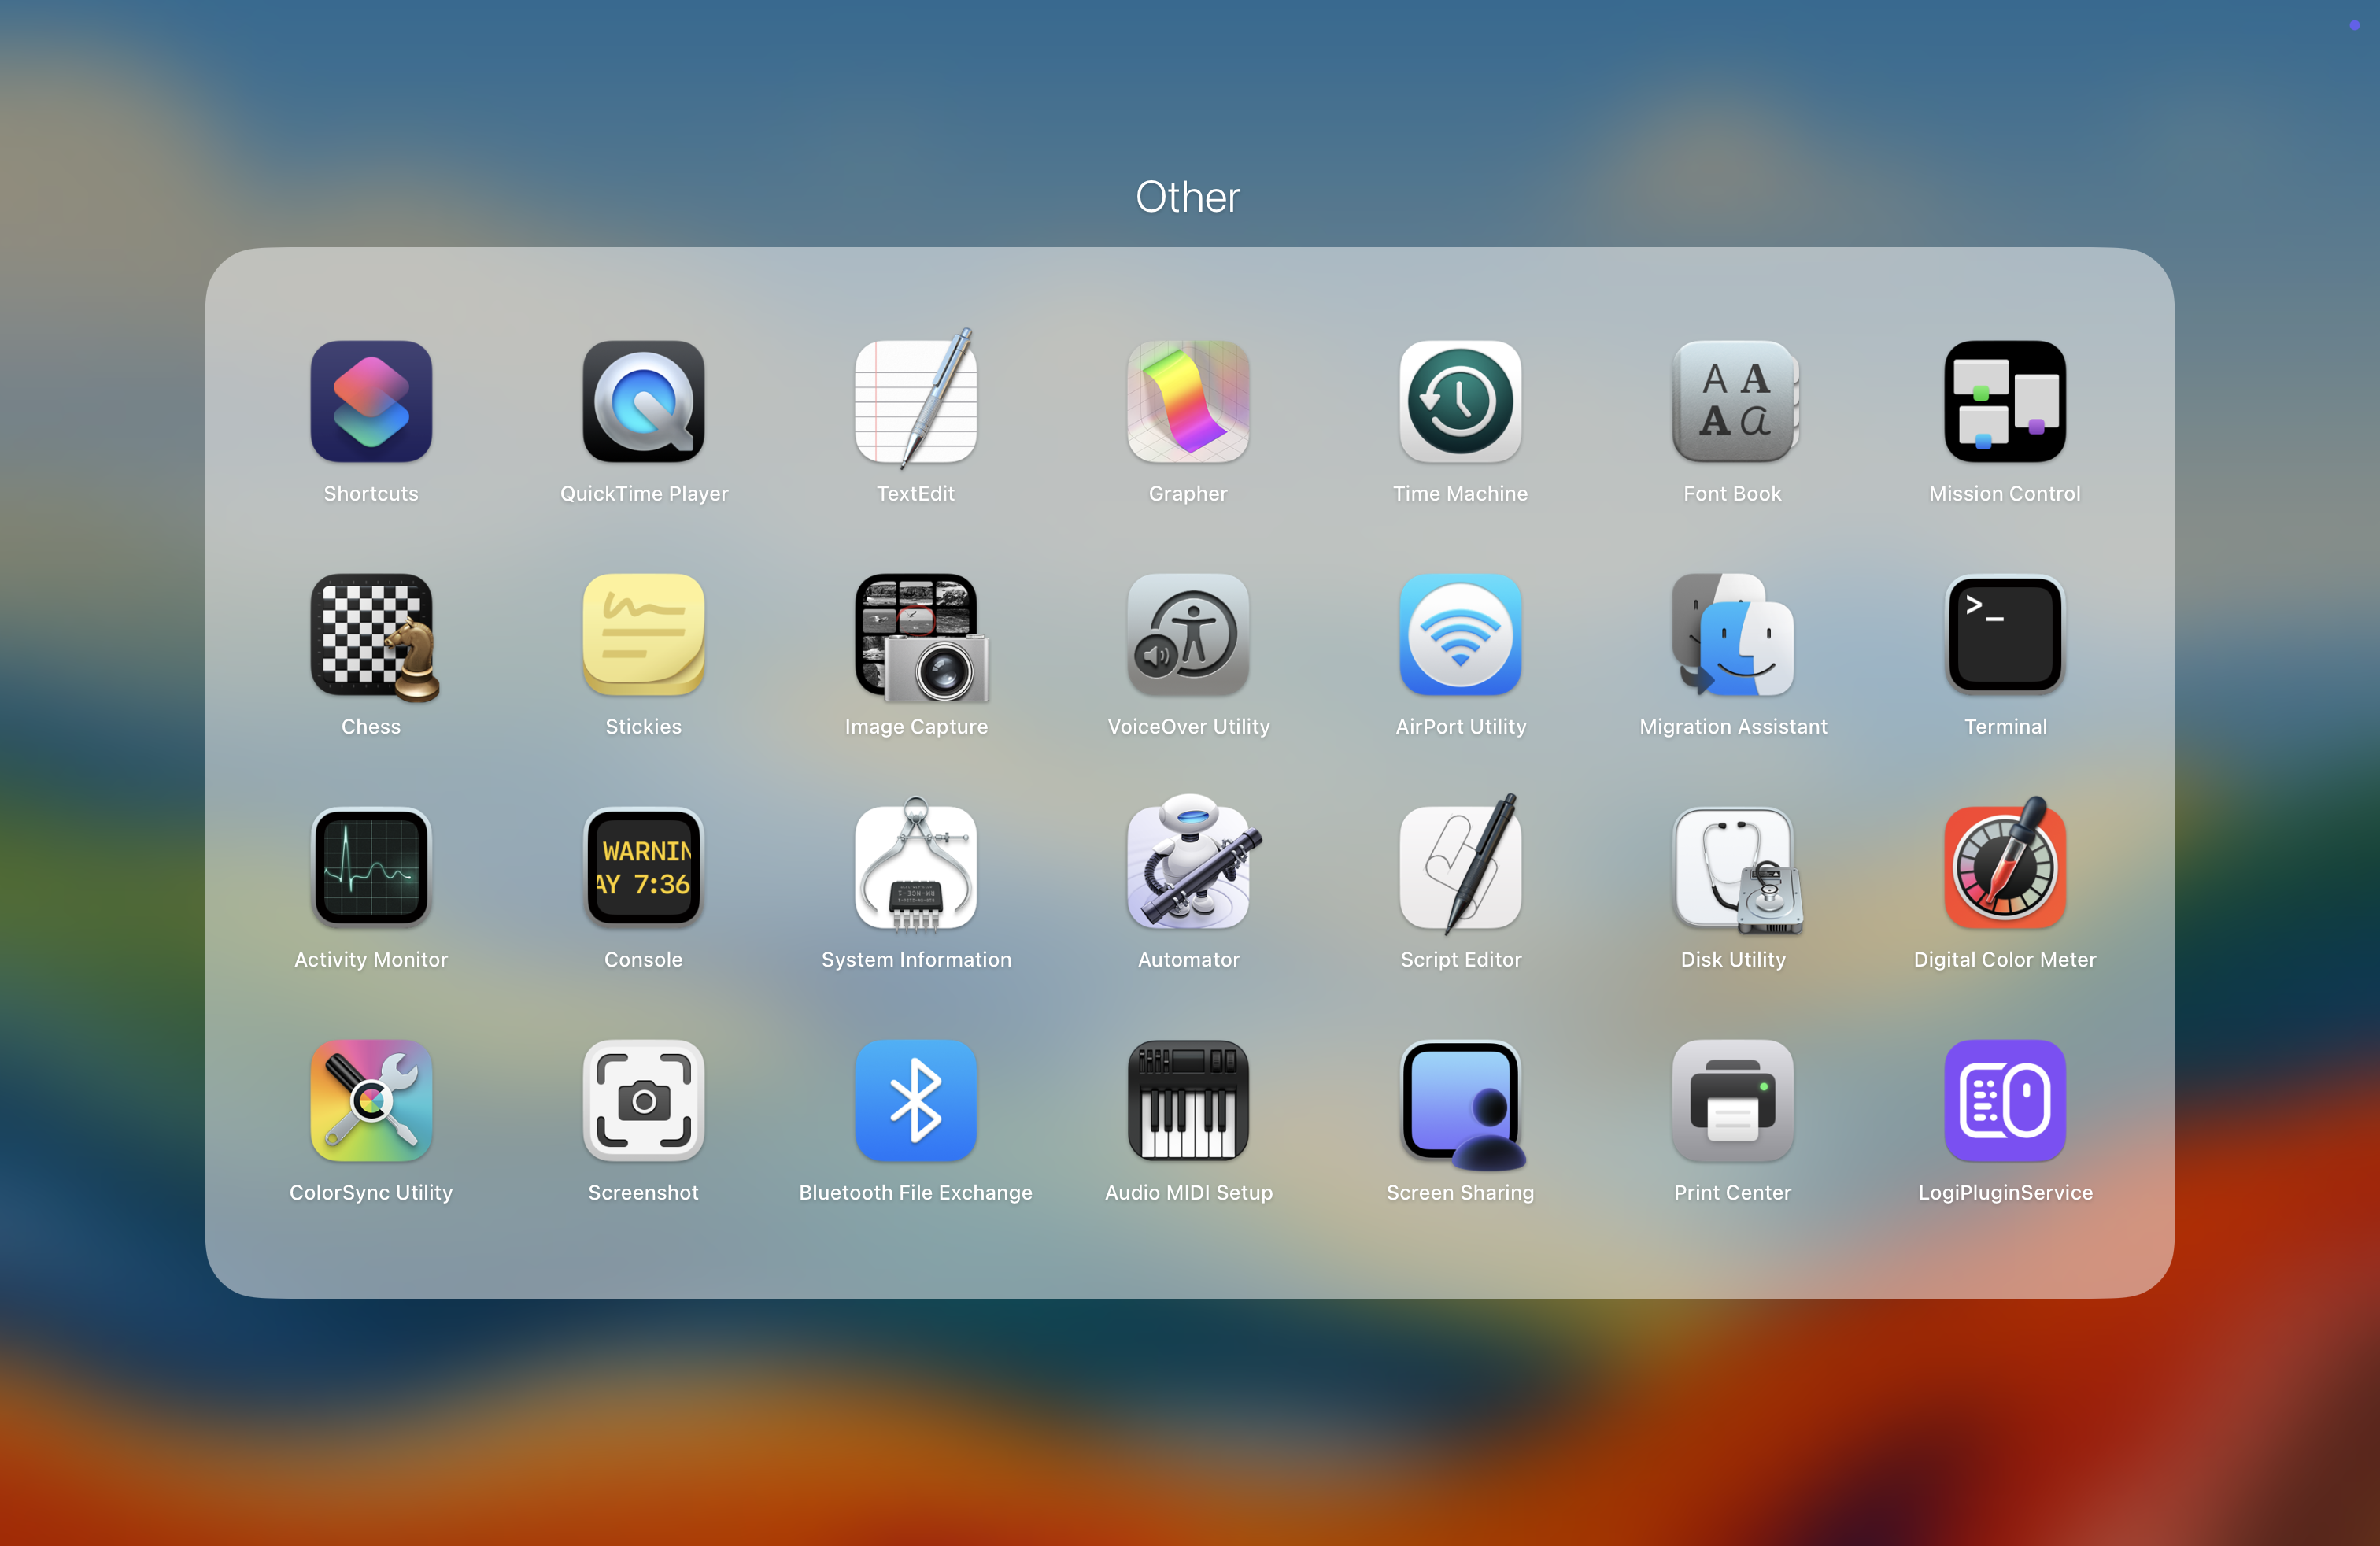 Other
Shortcuts
QuickTime Player
TextEdit
Grapher
Time Machine
A A
A a
Font Book
Mission Control
Chess
Stickies
Image Capture
VoiceOver Utility
AirPort Utility
Migration Assistant
>_
Terminal
Activity Monitor
WARNIN
AY 7:36
Console
System Information
Automator
Script Editor
Disk Utility
Digital Color Meter
ColorSync Utility
Screenshot
Bluetooth File Exchange
Audio MIDI Setup
Screen Sharing
Print Center
LogiPluginService